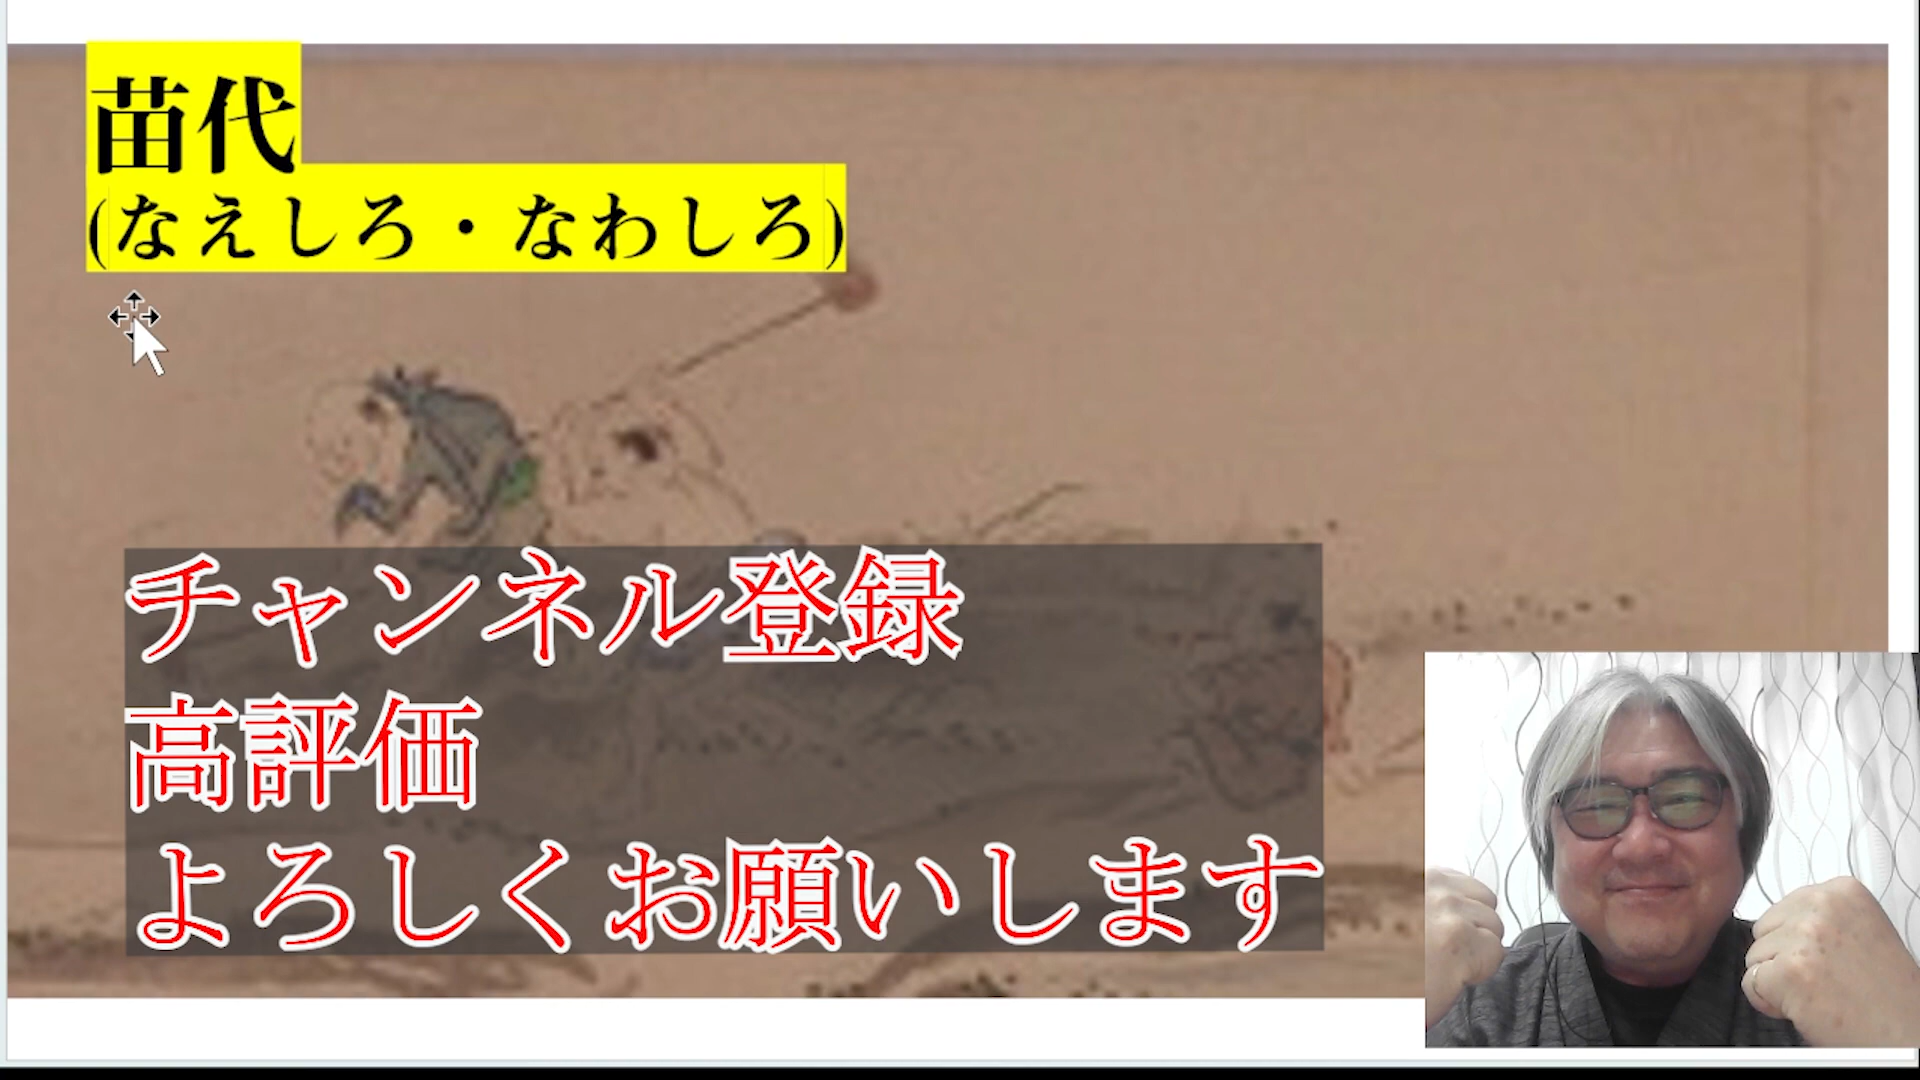 苗代
(なえしろ・なわしろ)
チャンネル登録
高評価
よろしくお願いします